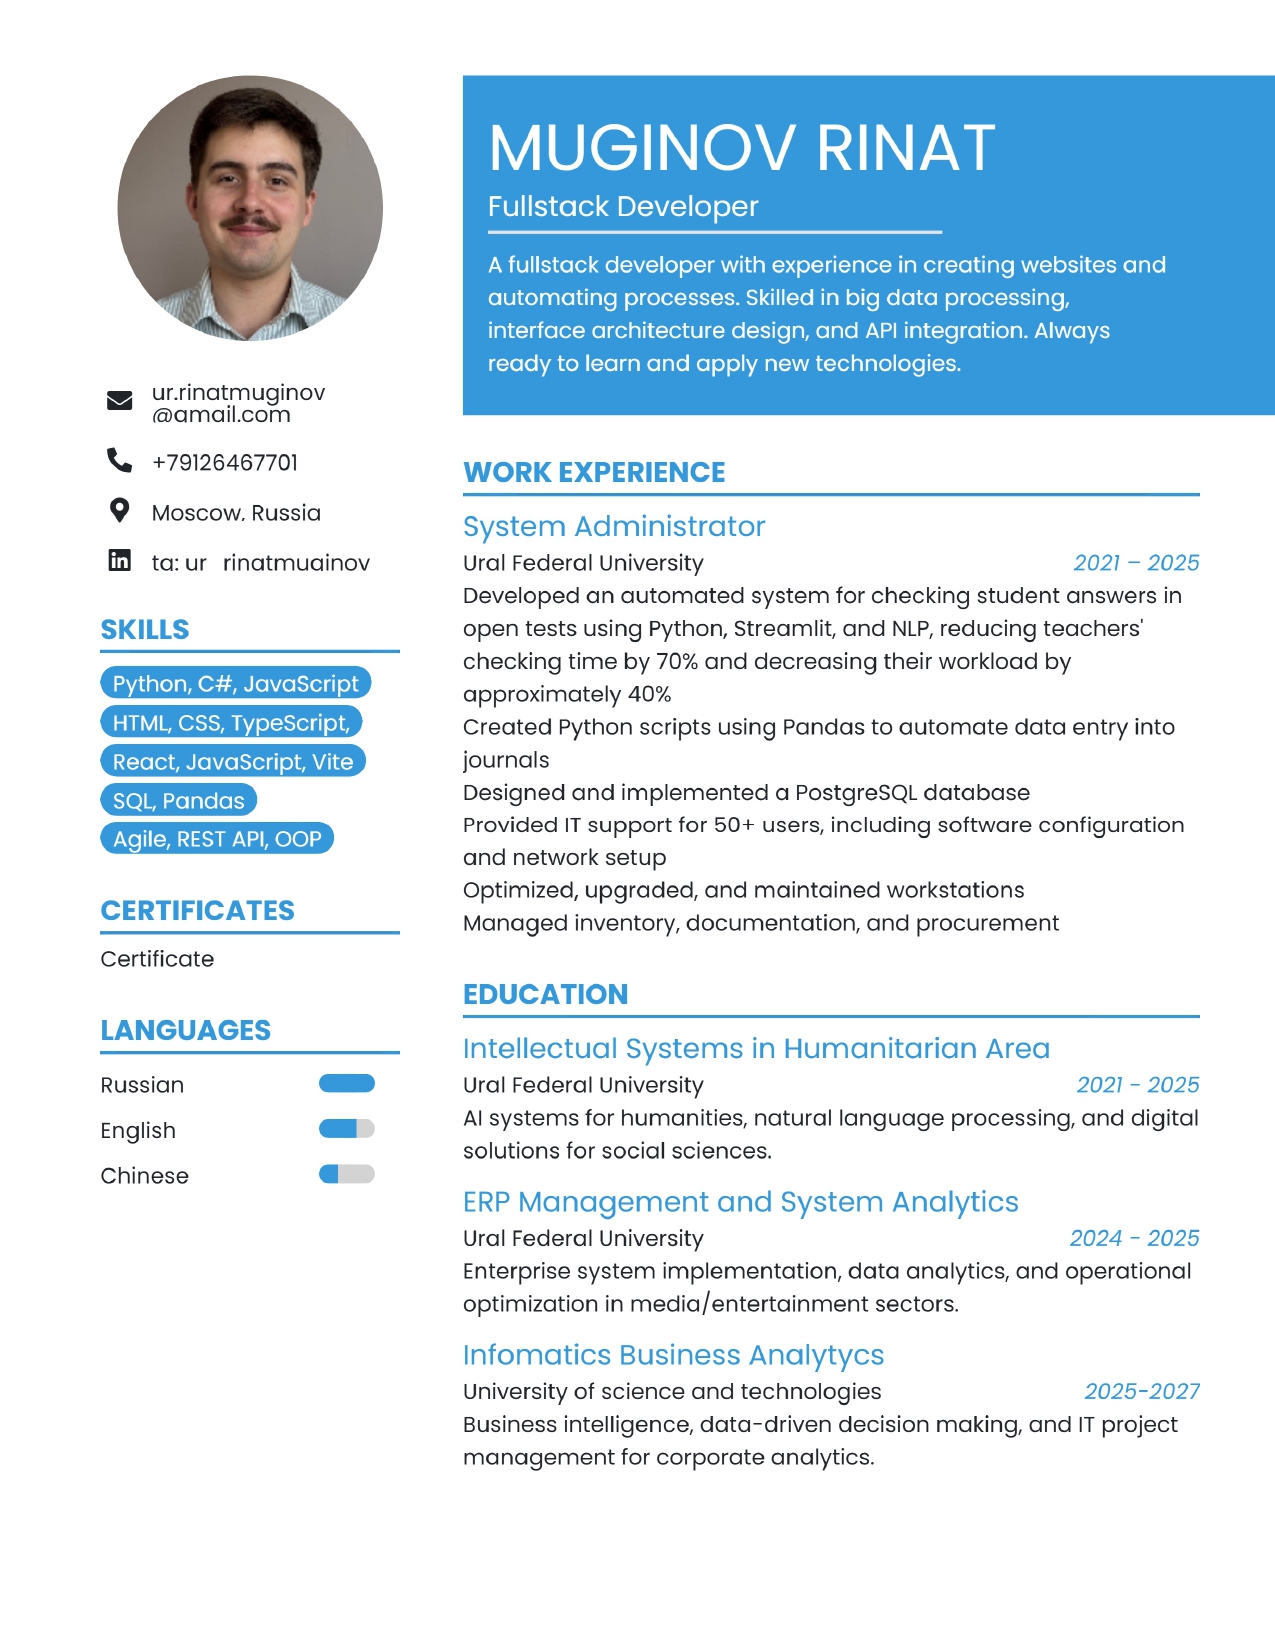 MUGINOV RINAT
Fullstack Developer
A fullstack developer with experience in creating websites and
automating processes. Skilled in big data processing,
interface architecture design, and API integration. Always
ready to learn and apply new technologies.
ur.rinatmuginov
@gmail.com
+79126467701
Moscow, Russia
in
tg: ur_rinatmuginov
SKILLS
Python, C#, JavaScript
HTML, CSS, TypeScript,
React, JavaScript, Vite
SQL, Pandas
Agile, REST API, OOP
CERTIFICATES
Certificate
LANGUAGES
Russian
English
Chinese
WORK EXPERIENCE
System Administrator
Ural Federal University 2021 – 2025
Developed an automated system for checking student answers in
open tests using Python, Streamlit, and NLP, reducing teachers'
checking time by 70% and decreasing their workload by
approximately 40%
Created Python scripts using Pandas to automate data entry into
journals
Designed and implemented a PostgreSQL database
Provided IT support for 50+ users, including software configuration
and network setup
Optimized, upgraded, and maintained workstations
Managed inventory, documentation, and procurement
EDUCATION
Intellectual Systems in Humanitarian Area
Ural Federal University 2021 - 2025
AI systems for humanities, natural language processing, and digital
solutions for social sciences.
ERP Management and System Analytics
Ural Federal University 2024 - 2025
Enterprise system implementation, data analytics, and operational
optimization in media/entertainment sectors.
Infomatics Business Analytycs
University of science and technologies 2025-2027
Business intelligence, data-driven decision making, and IT project
management for corporate analytics.